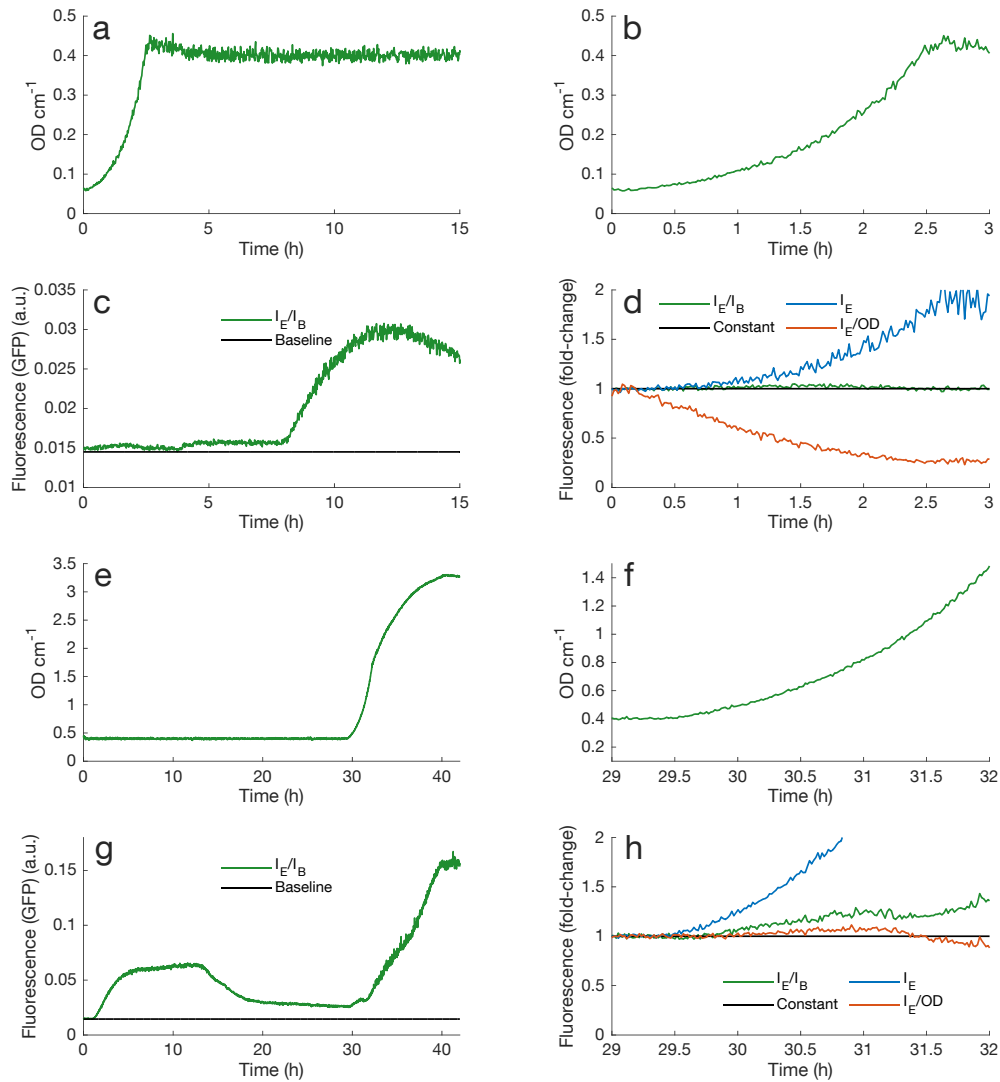 a
OD cm-1
0.5
0.4
0.3
0.2
0.1
0
0 5 10 15
Time (h)
b
OD cm-1
0.5
0.4
0.3
0.2
0.1
0
0 0.5 1 1.5 2 2.5 3
Time (h)
c
Fluorescence (GFP) (a.u.)
0.035
0.03
0.025
0.02
0.015
0.01
IE/IB
Baseline
0 5 10 15
Time (h)
d
Fluorescence (fold-change)
2
1.5
1
0.5
0
IE/IB IE
Constant IE/OD
0 0.5 1 1.5 2 2.5 3
Time (h)
e
OD cm-1
3.5
3
2.5
2
1.5
1
0.5
0
0 10 20 30 40
Time (h)
f
OD cm-1
1.4
1.2
1
0.8
0.6
0.4
0.2
29 29.5 30 30.5 31 31.5 32
Time (h)
g
Fluorescence (GFP) (a.u.)
0.15
0.1
0.05
0
IE/IB
Baseline
0 10 20 30 40
Time (h)
h
Fluorescence (fold-change)
2
1.5
1
0.5
0
IE/IB IE
Constant IE/OD
29 29.5 30 30.5 31 31.5 32
Time (h)